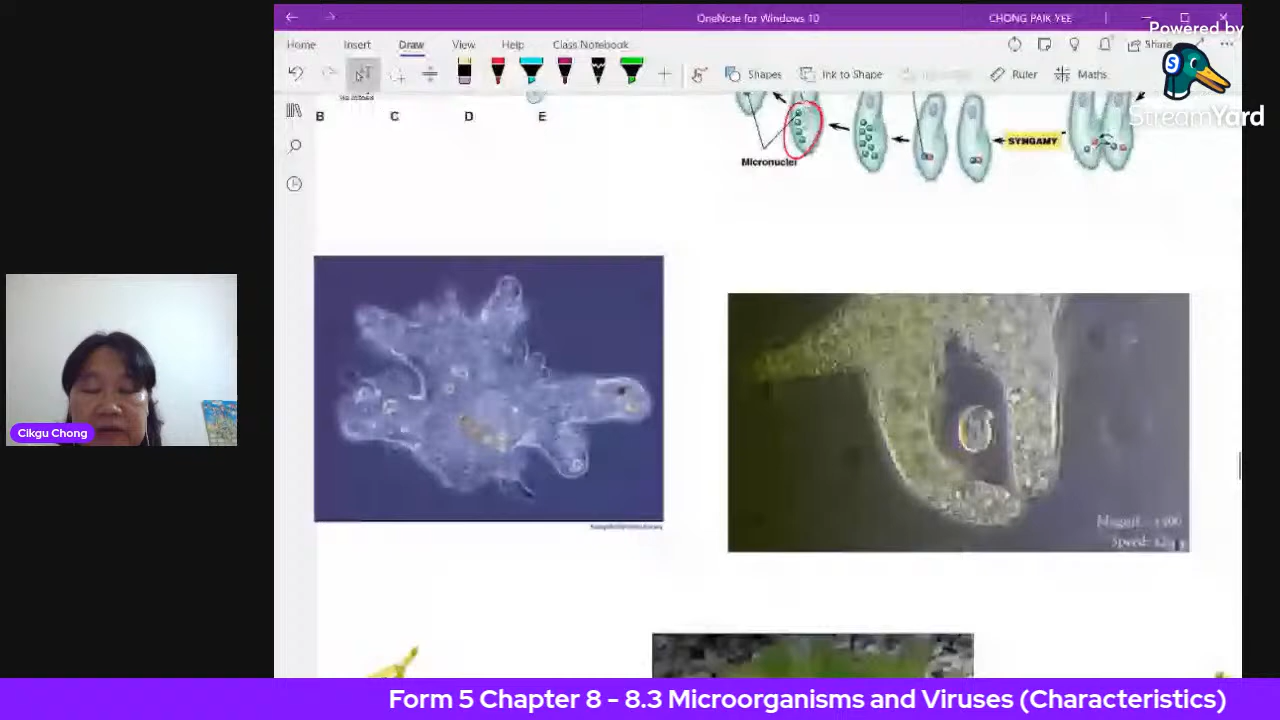 OneNote for Windows 10
CHONG PAIK YEE
Powered by
StreamYard
Home Insert Draw View Help Class Notebook
Share
Shapes Ink to Shape Ruler Maths
B C D E
SYNGAMY
Micronuclei
Cikgu Chong
Form 5 Chapter 8 - 8.3 Microorganisms and Viruses (Characteristics)